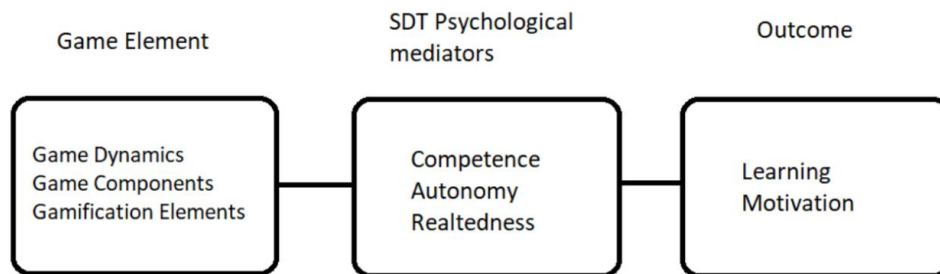 Game Element
SDT Psychological
mediators
Outcome
Game Dynamics
Game Components
Gamification Elements
Competence
Autonomy
Realtedness
Learning
Motivation